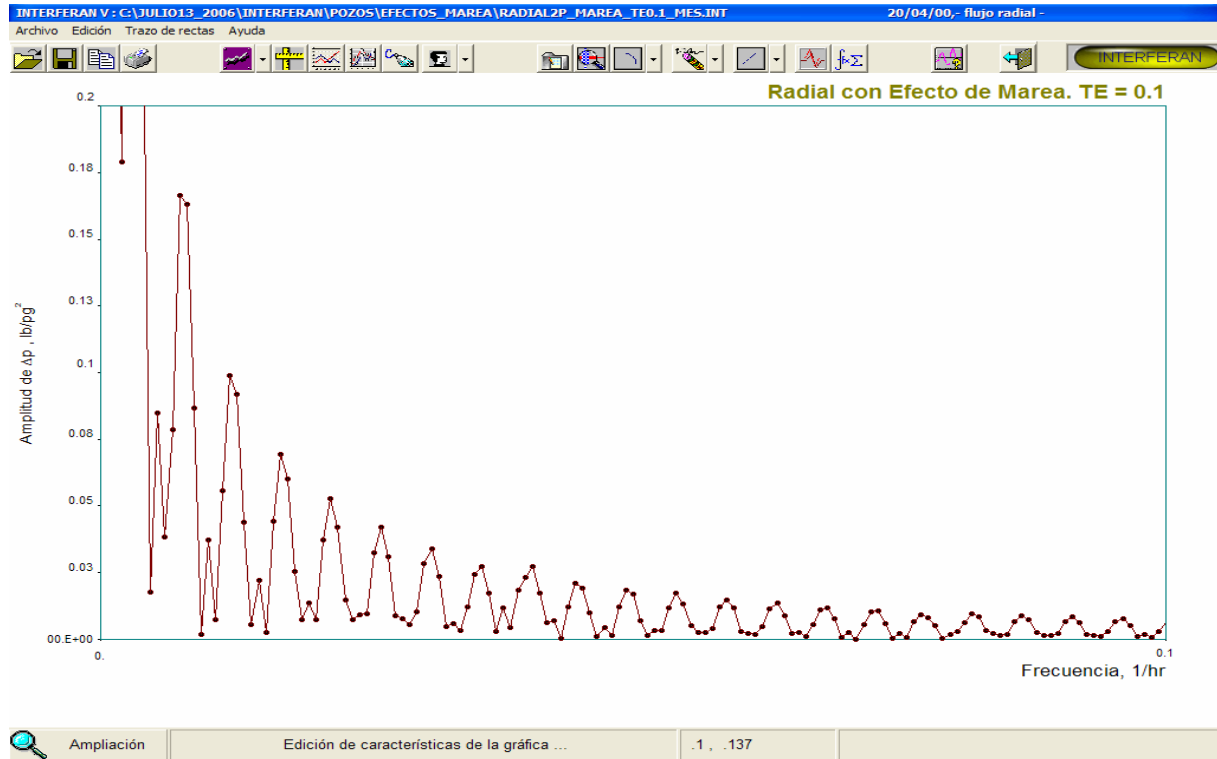 INTERFERAN V : C:\JULIO13_2006\INTERFERAN\POZOS\EFECTOS_MAREA\RADIAL2P_MAREA_TE0.1_MES.INT 20/04/00,- flujo radial -
Archivo Edición Trazo de rectas Ayuda
INTERFERAN
Radial con Efecto de Marea. TE = 0.1
0.2
0.18
0.15
0.13
0.1
0.08
0.05
0.03
00.E+00
Amplitud de Δp , lb/pg²
0.
0.1
Frecuencia, 1/hr
Ampliación Edición de características de la gráfica ... .1 , .137